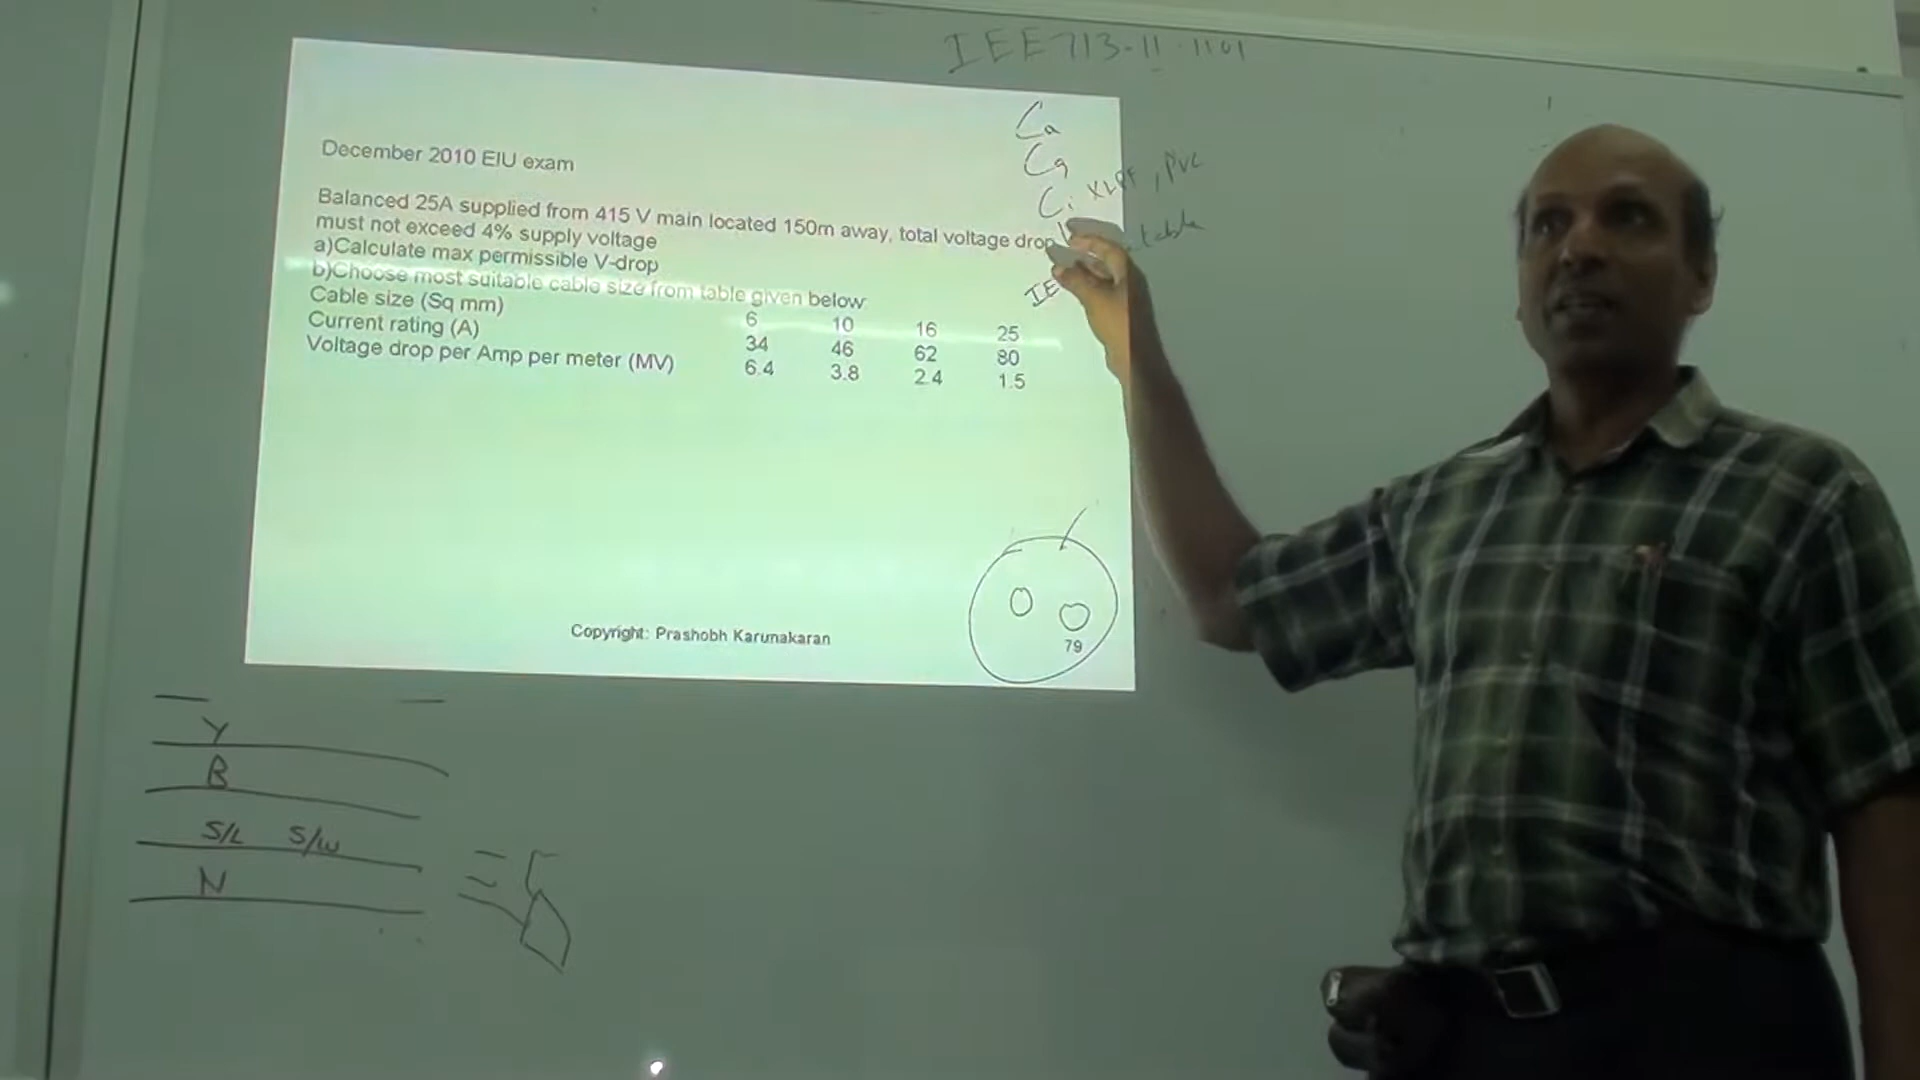 IEE 713-11-1101
Ca
Cg
Ci XLPE, PVC
table
IE
December 2010 EIU exam
Balanced 25A supplied from 415 V main located 150m away, total voltage drop
must not exceed 4% supply voltage
a)Calculate max permissible V-drop
b)Choose most suitable cable size from table given below
Cable size (Sq mm) 6 10 16 25
Current rating (A) 34 46 62 80
Voltage drop per Amp per meter (MV) 6.4 3.8 2.4 1.5
Copyright: Prashobh Karunakaran
79
Y
B
S/L S/W
N